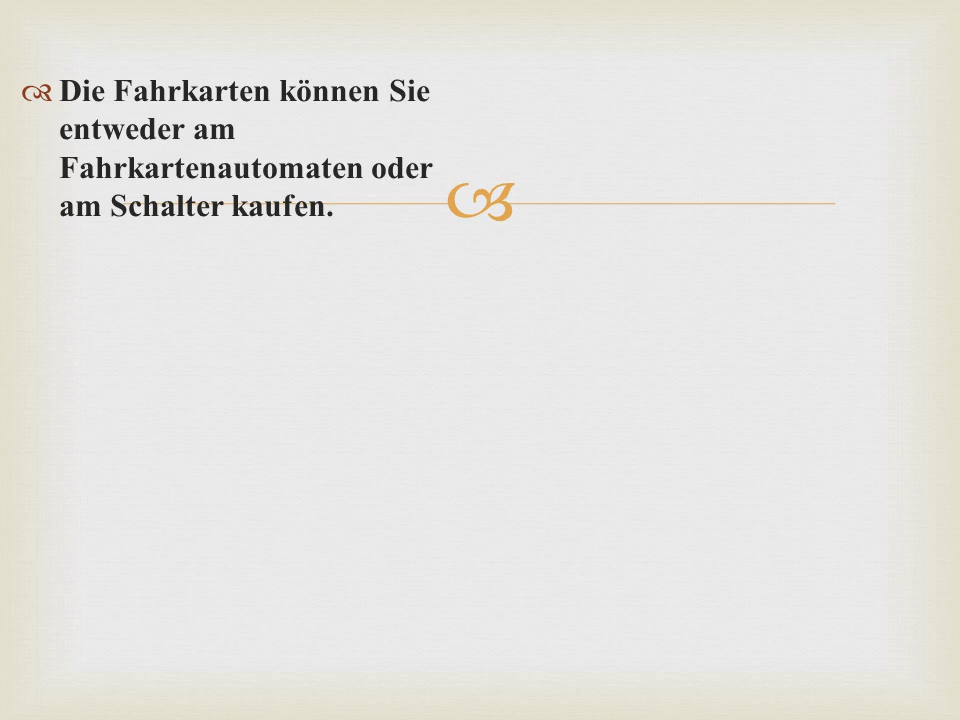 Die Fahrkarten können Sie
entweder am
Fahrkartenautomaten oder
am Schalter kaufen.